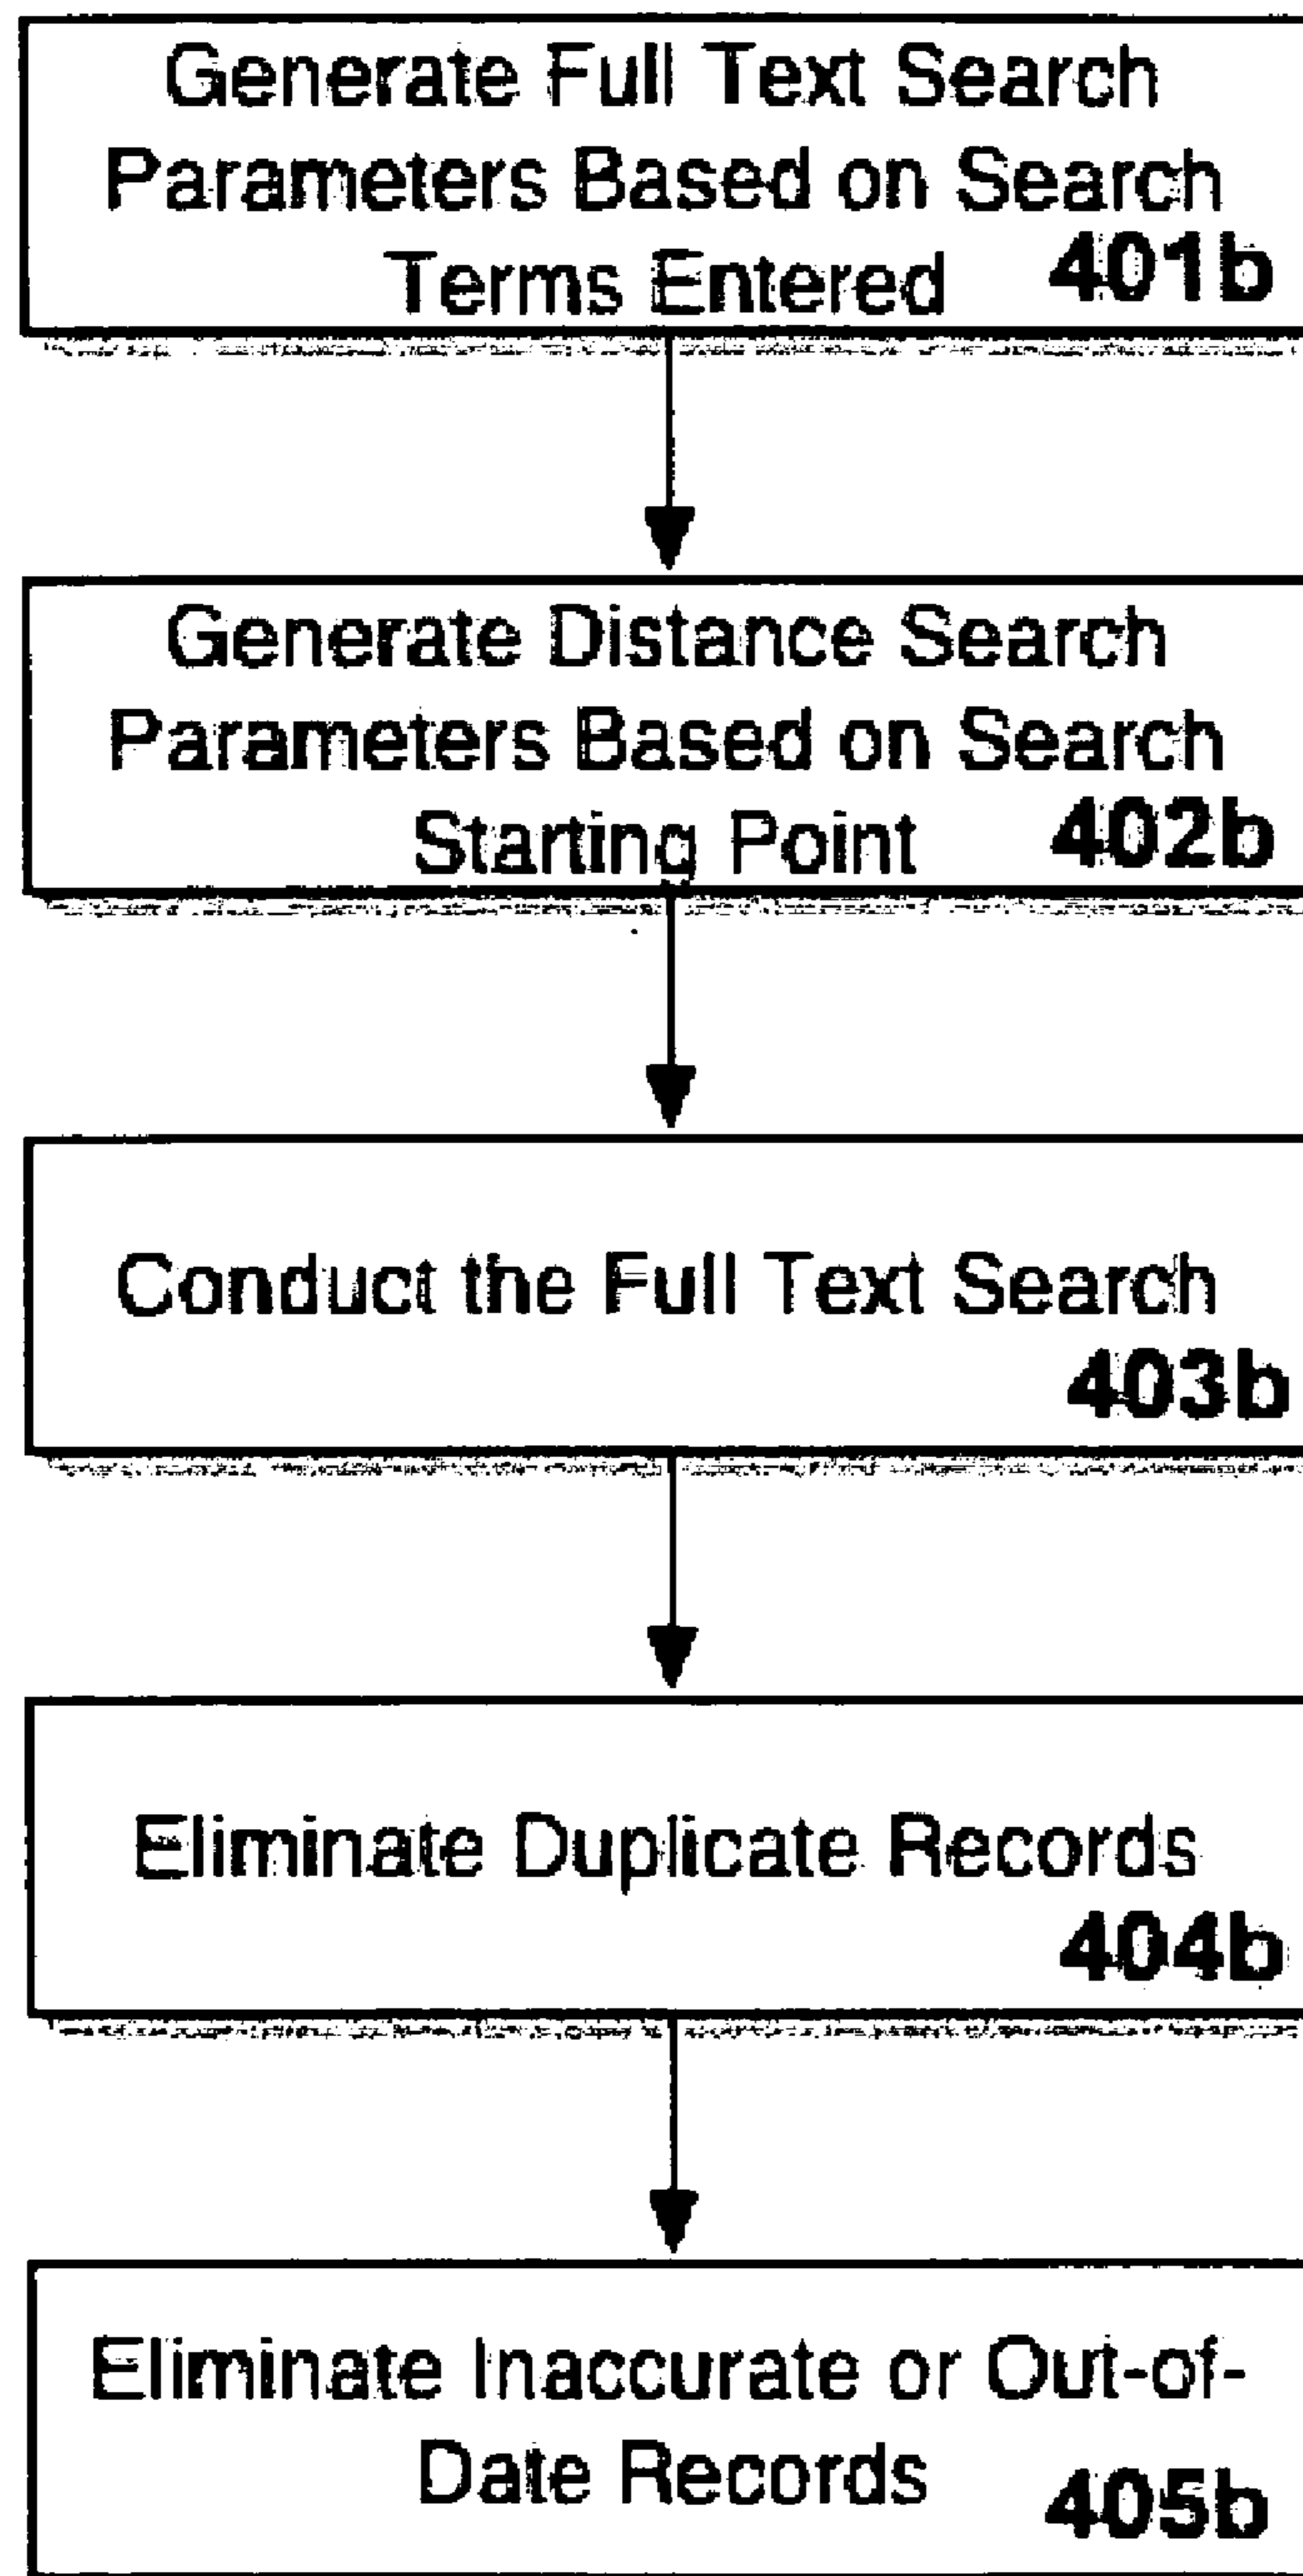 Generate Full Text Search
Parameters Based on Search
Terms Entered 401b
Generate Distance Search
Parameters Based on Search
Starting Point 402b
Conduct the Full Text Search
403b
Eliminate Duplicate Records
404b
Eliminate Inaccurate or Out-of-
Date Records 405b